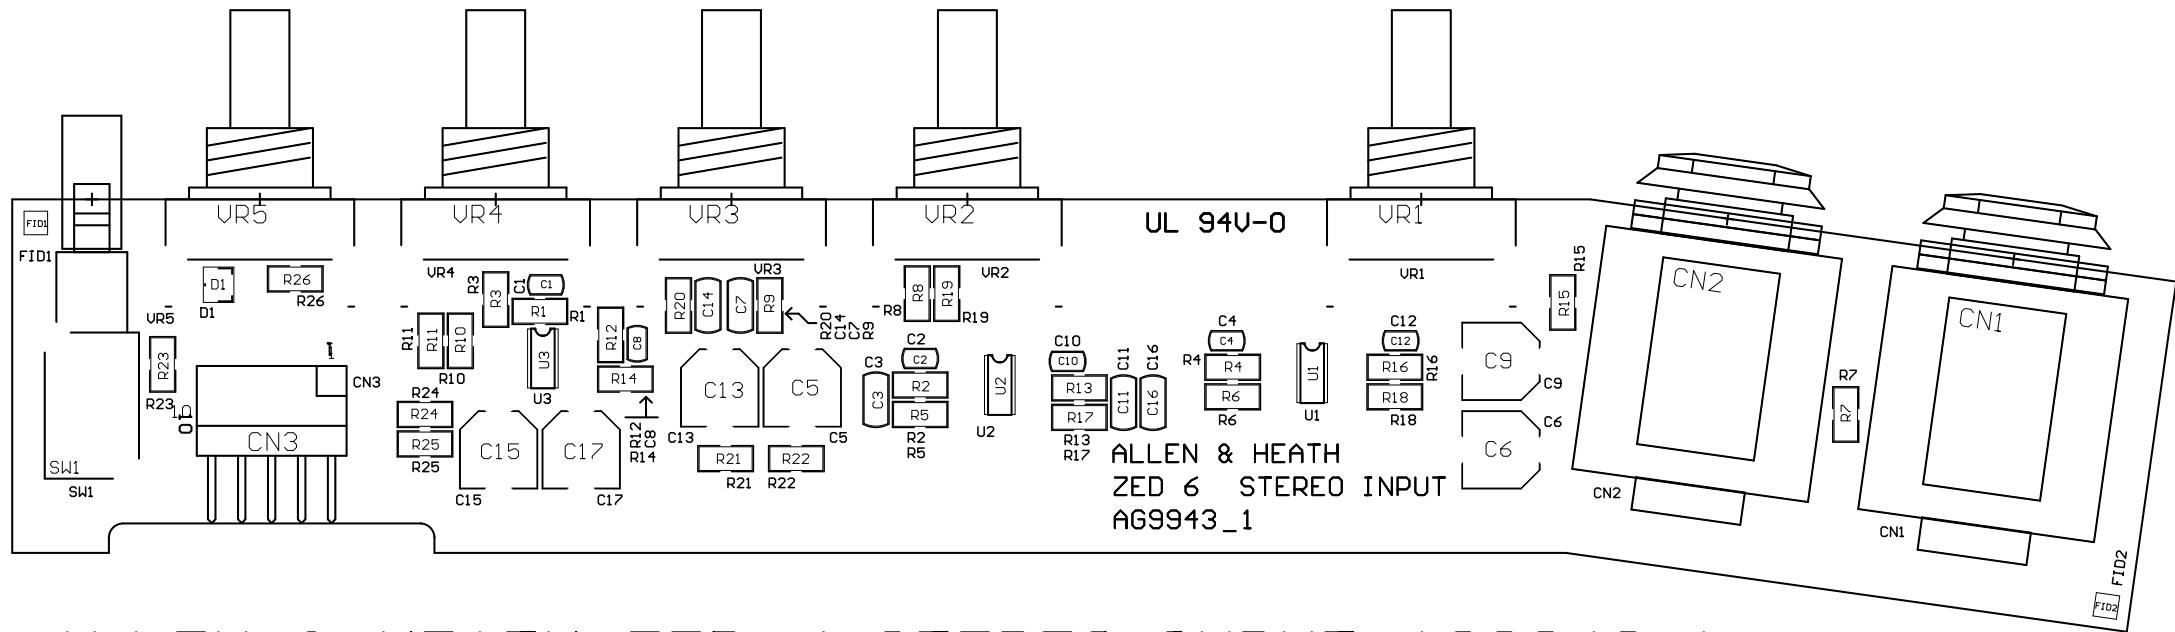 VR5
VR4
VR3
VR2
VR1
UL 94V-0
FID1
FID1
D1
D1
R26
R26
VR5
R23
R23
SW1
SW1
CN3
CN3
1
10
VR4
R3
R3
C1
C1
R1
R1
R11
R11
R10
R10
U3
U3
R24
R24
R25
R25
C15
C15
C17
C17
R12
C8
R14
R12
C8
R14
R20
C14
C7
R9
VR3
R20
C14
C7
R9
C13
C13
C5
C5
R21
R21
R22
R22
VR2
R8
R8
R19
R19
C2
C2
C3
C3
R2
R5
R2
R5
U2
U2
C10
C10
R13
R17
R13
R17
C11
C11
C16
C16
C4
C4
R4
R4
R6
R6
U1
U1
VR1
C12
C12
R16
R16
R18
R18
R15
R15
C9
C9
C6
C6
CN2
CN2
R7
R7
CN1
CN1
FID2
FID2
ALLEN & HEATH
ZED 6 STEREO INPUT
AG9943_1